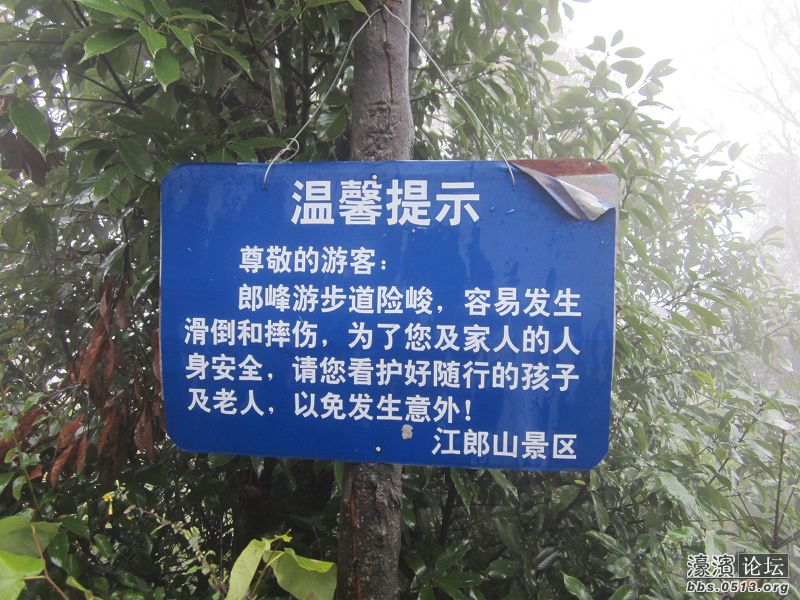 温馨提示
尊敬的游客：
郎峰游步道险峻，容易发生
滑倒和摔伤，为了您及家人的人
身安全，请您看护好随行的孩子
及老人，以免发生意外！
江郎山景区
濠滨论坛
bbs.0513.org